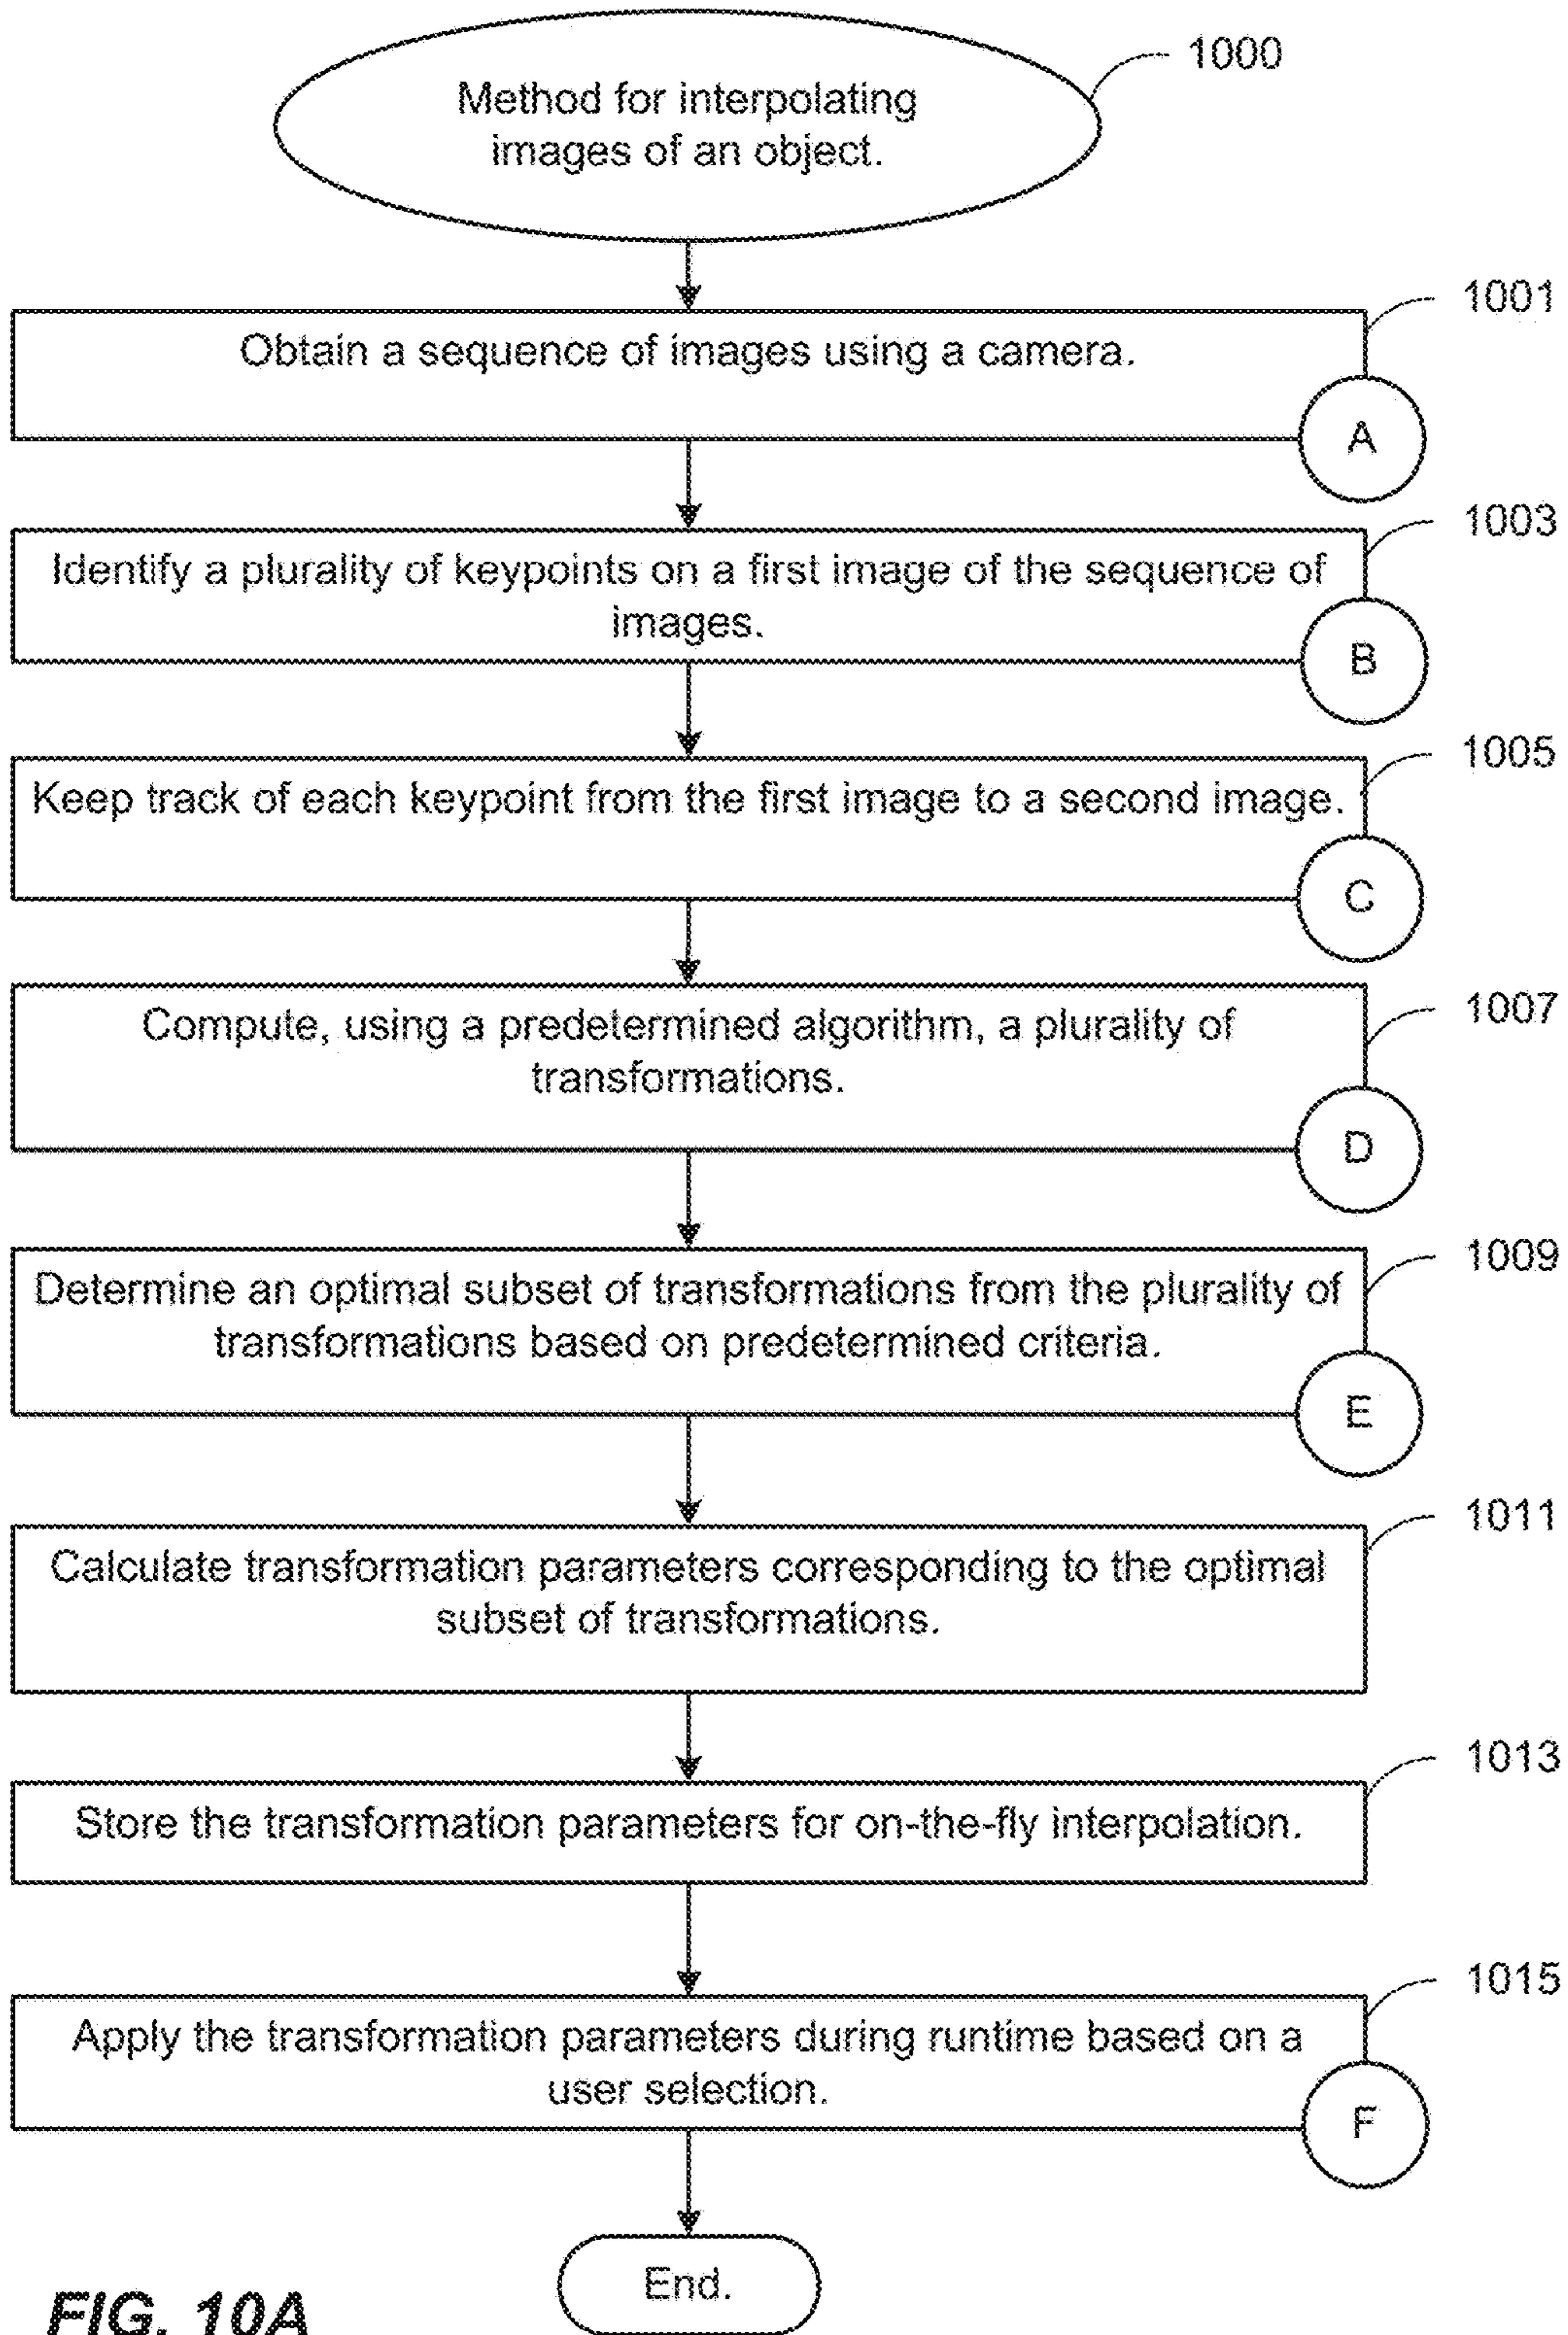 1000
Method for interpolating
images of an object.
1001
Obtain a sequence of images using a camera.
A
1003
Identify a plurality of keypoints on a first image of the sequence of
images.
B
1005
Keep track of each keypoint from the first image to a second image.
C
1007
Compute, using a predetermined algorithm, a plurality of
transformations.
D
1009
Determine an optimal subset of transformations from the plurality of
transformations based on predetermined criteria.
E
1011
Calculate transformation parameters corresponding to the optimal
subset of transformations.
1013
Store the transformation parameters for on-the-fly interpolation.
1015
Apply the transformation parameters during runtime based on a
user selection.
F
End.
FIG. 10A